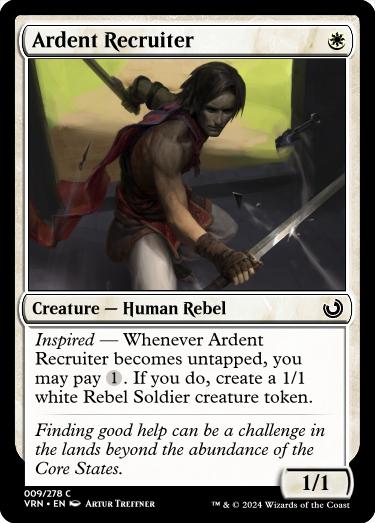 Ardent Recruiter
Creature — Human Rebel
Inspired — Whenever Ardent
Recruiter becomes untapped, you
may pay 1. If you do, create a 1/1
white Rebel Soldier creature token.
Finding good help can be a challenge in
the lands beyond the abundance of the
Core States.
1/1
009/278 C
VRN • EN Artur Treffner
™ & © 2024 Wizards of the Coast